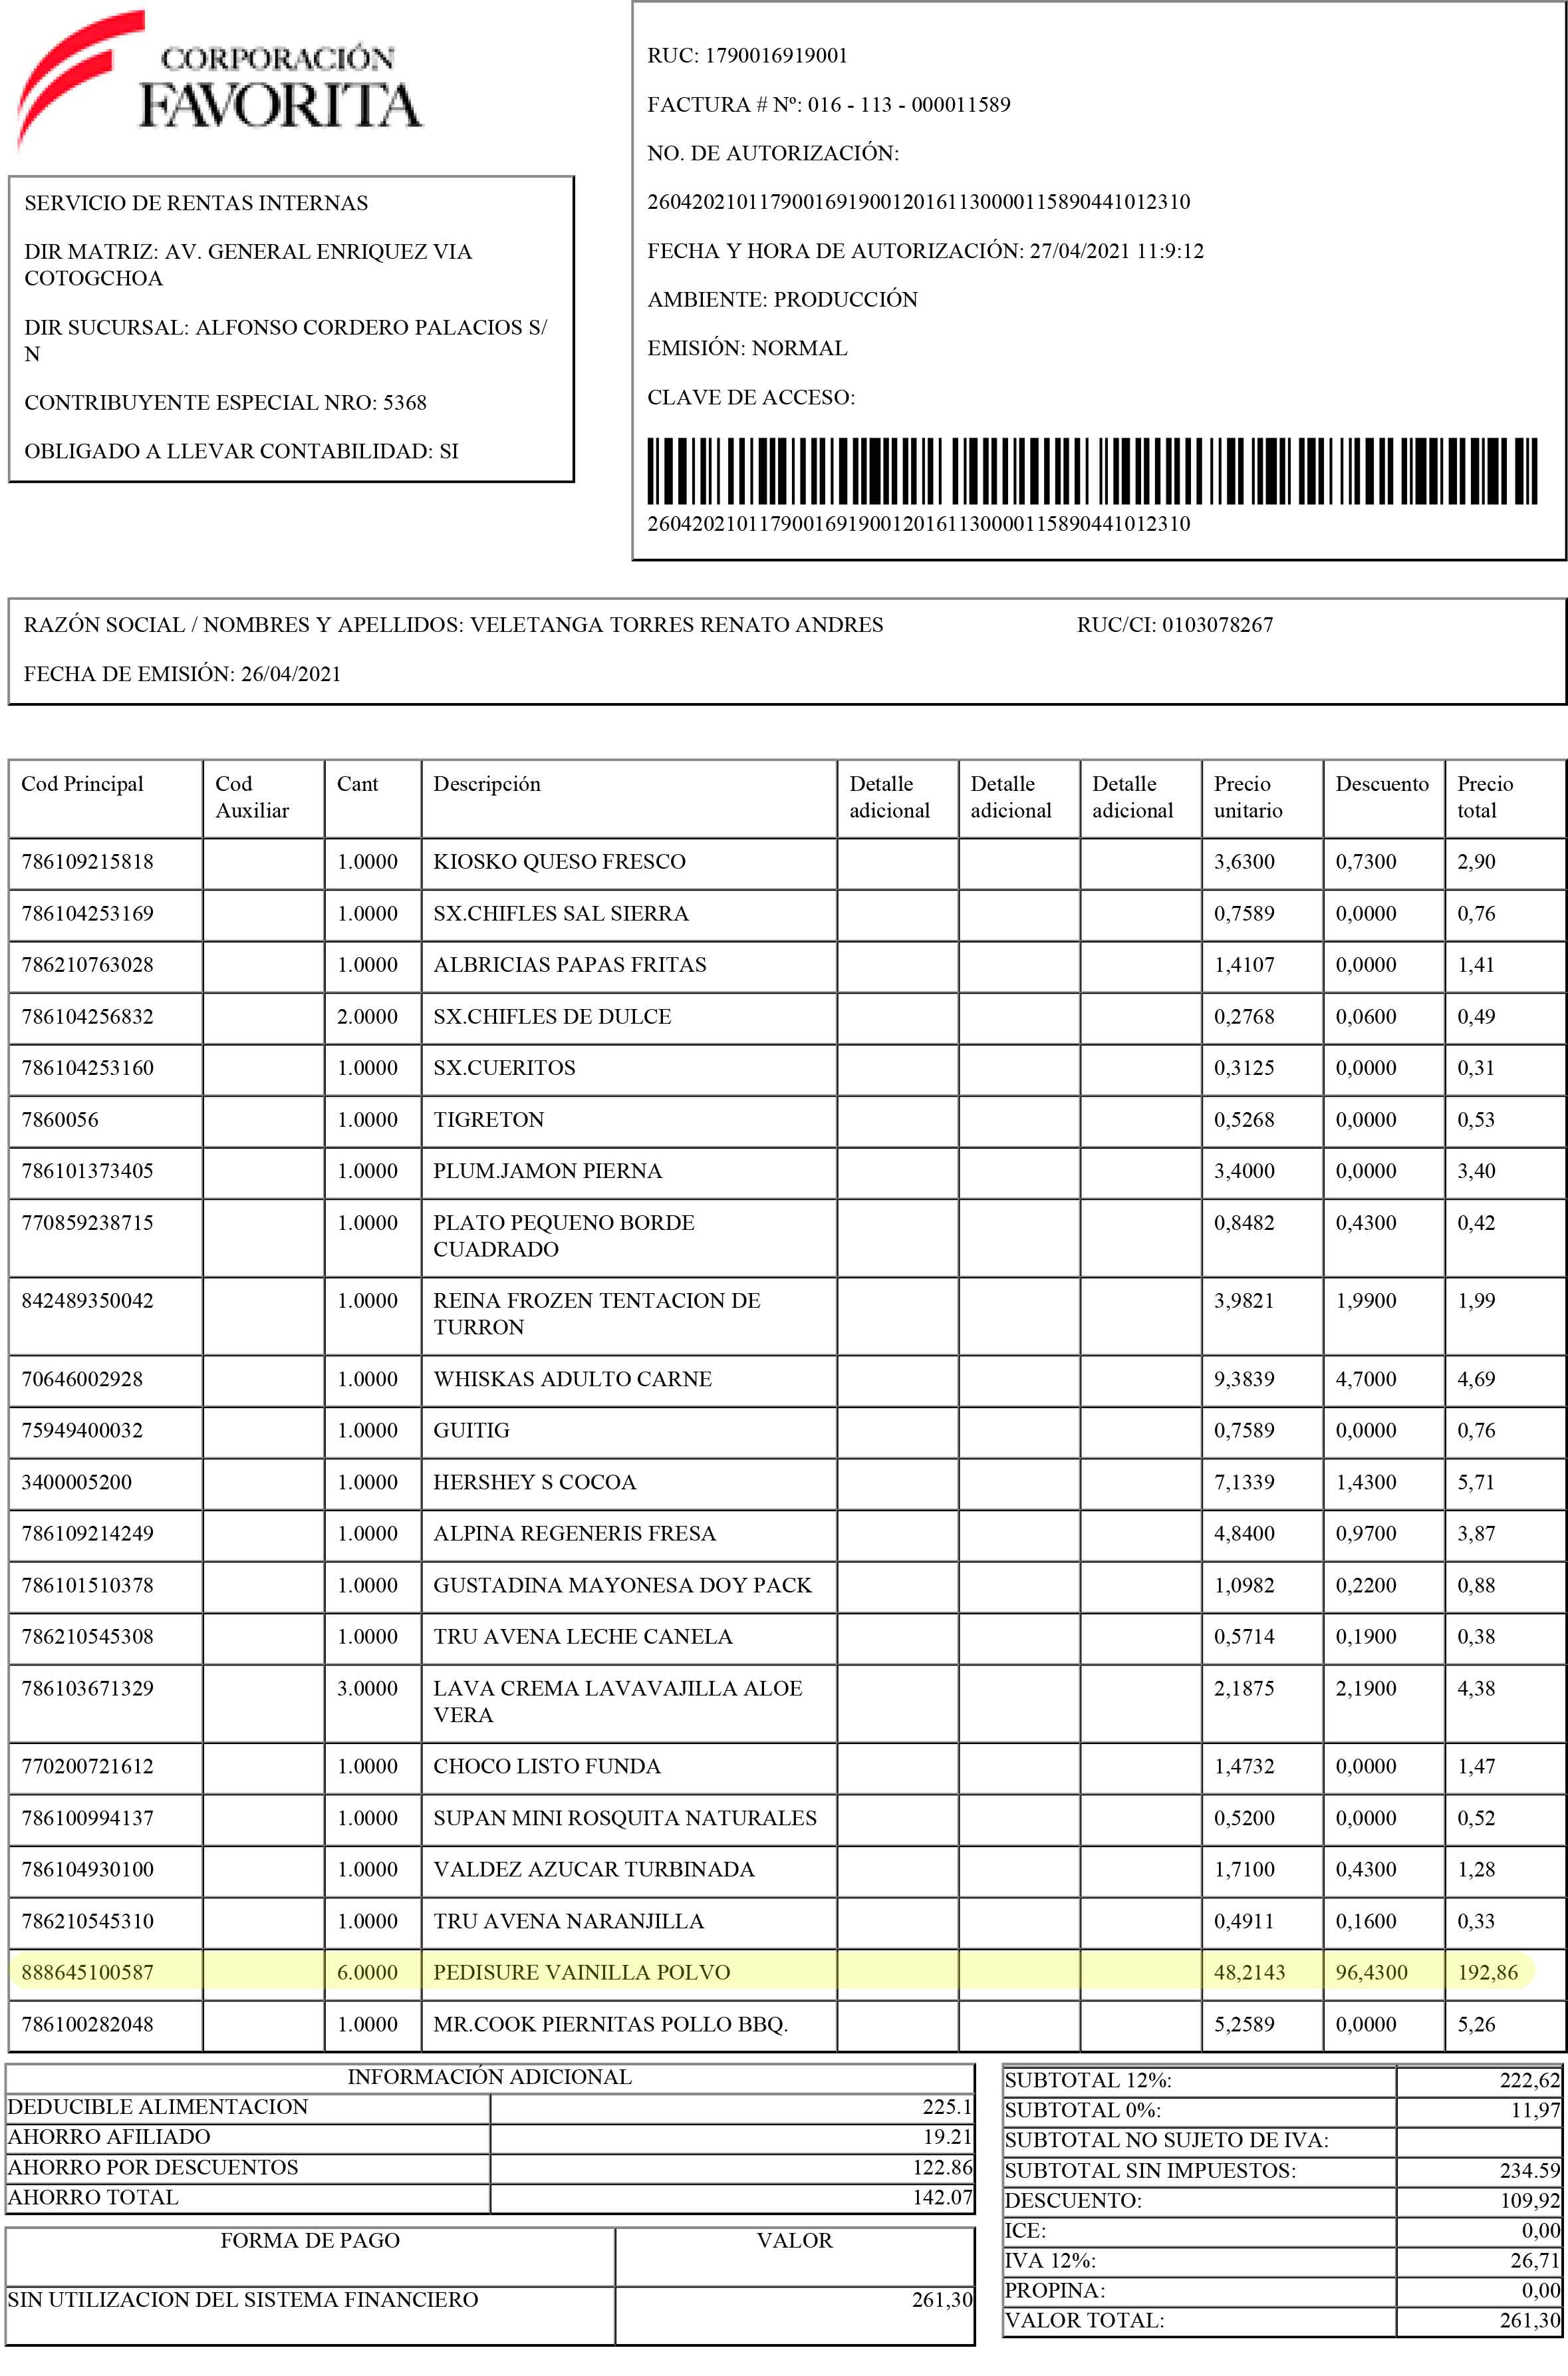 CORPORACIÓN
FAVORITA
SERVICIO DE RENTAS INTERNAS
DIR MATRIZ: AV. GENERAL ENRIQUEZ VIA
COTOGCHOA
DIR SUCURSAL: ALFONSO CORDERO PALACIOS S/
N
CONTRIBUYENTE ESPECIAL NRO: 5368
OBLIGADO A LLEVAR CONTABILIDAD: SI
RUC: 1790016919001
FACTURA # Nº: 016 - 113 - 000011589
NO. DE AUTORIZACIÓN:
2604202101179001691900120161130000115890441012310
FECHA Y HORA DE AUTORIZACIÓN: 27/04/2021 11:9:12
AMBIENTE: PRODUCCIÓN
EMISIÓN: NORMAL
CLAVE DE ACCESO:
2604202101179001691900120161130000115890441012310
RAZÓN SOCIAL / NOMBRES Y APELLIDOS: VELETANGA TORRES RENATO ANDRES RUC/CI: 0103078267
FECHA DE EMISIÓN: 26/04/2021
Cod Principal Cod Cant Descripción Detalle Detalle Detalle Precio Descuento Precio
Auxiliar adicional adicional adicional unitario total
786109215818 1.0000 KIOSKO QUESO FRESCO 3,6300 0,7300 2,90
786104253169 1.0000 SX.CHIFLES SAL SIERRA 0,7589 0,0000 0,76
786210763028 1.0000 ALBRICIAS PAPAS FRITAS 1,4107 0,0000 1,41
786104256832 2.0000 SX.CHIFLES DE DULCE 0,2768 0,0600 0,49
786104253160 1.0000 SX.CUERITOS 0,3125 0,0000 0,31
7860056 1.0000 TIGRETON 0,5268 0,0000 0,53
786101373405 1.0000 PLUM.JAMON PIERNA 3,4000 0,0000 3,40
770859238715 1.0000 PLATO PEQUENO BORDE 0,8482 0,4300 0,42
CUADRADO
842489350042 1.0000 REINA FROZEN TENTACION DE 3,9821 1,9900 1,99
TURRON
70646002928 1.0000 WHISKAS ADULTO CARNE 9,3839 4,7000 4,69
75949400032 1.0000 GUITIG 0,7589 0,0000 0,76
3400005200 1.0000 HERSHEY S COCOA 7,1339 1,4300 5,71
786109214249 1.0000 ALPINA REGENERIS FRESA 4,8400 0,9700 3,87
786101510378 1.0000 GUSTADINA MAYONESA DOY PACK 1,0982 0,2200 0,88
786210545308 1.0000 TRU AVENA LECHE CANELA 0,5714 0,1900 0,38
786103671329 3.0000 LAVA CREMA LAVAVAJILLA ALOE 2,1875 2,1900 4,38
VERA
770200721612 1.0000 CHOCO LISTO FUNDA 1,4732 0,0000 1,47
786100994137 1.0000 SUPAN MINI ROSQUITA NATURALES 0,5200 0,0000 0,52
786104930100 1.0000 VALDEZ AZUCAR TURBINADA 1,7100 0,4300 1,28
786210545310 1.0000 TRU AVENA NARANJILLA 0,4911 0,1600 0,33
888645100587 6.0000 PEDISURE VAINILLA POLVO 48,2143 96,4300 192,86
786100282048 1.0000 MR.COOK PIERNITAS POLLO BBQ. 5,2589 0,0000 5,26
INFORMACIÓN ADICIONAL
DEDUCIBLE ALIMENTACION 225.1
AHORRO AFILIADO 19.21
AHORRO POR DESCUENTOS 122.86
AHORRO TOTAL 142.07
FORMA DE PAGO VALOR
SIN UTILIZACION DEL SISTEMA FINANCIERO 261,30
SUBTOTAL 12%: 222,62
SUBTOTAL 0%: 11,97
SUBTOTAL NO SUJETO DE IVA:
SUBTOTAL SIN IMPUESTOS: 234.59
DESCUENTO: 109,92
ICE: 0,00
IVA 12%: 26,71
PROPINA: 0,00
VALOR TOTAL: 261,30